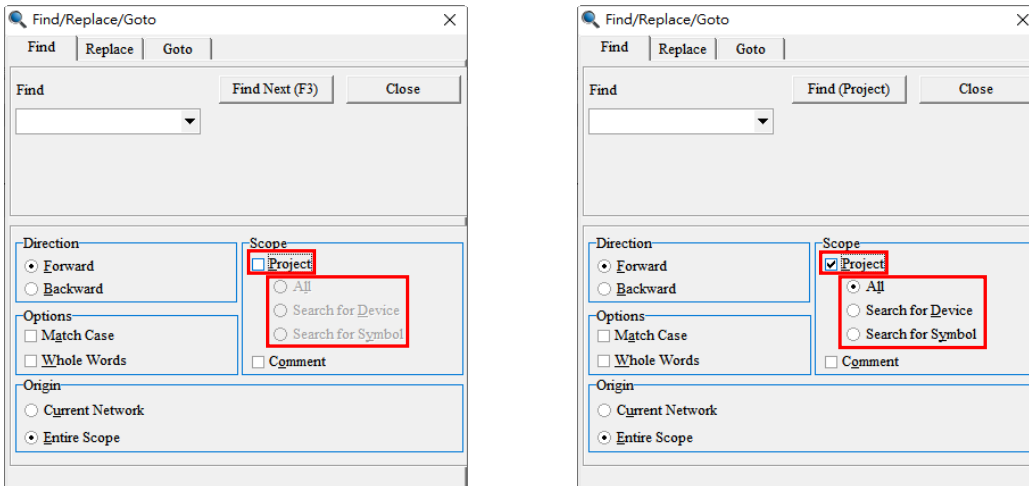 Find/Replace/Goto
Find Replace Goto
Find Find Next (F3) Close
Direction
Forward
Backward
Scope
Project
All
Search for Device
Search for Symbol
Comment
Options
Match Case
Whole Words
Origin
Current Network
Entire Scope
Find/Replace/Goto
Find Replace Goto
Find Find (Project) Close
Direction
Forward
Backward
Scope
Project
All
Search for Device
Search for Symbol
Comment
Options
Match Case
Whole Words
Origin
Current Network
Entire Scope